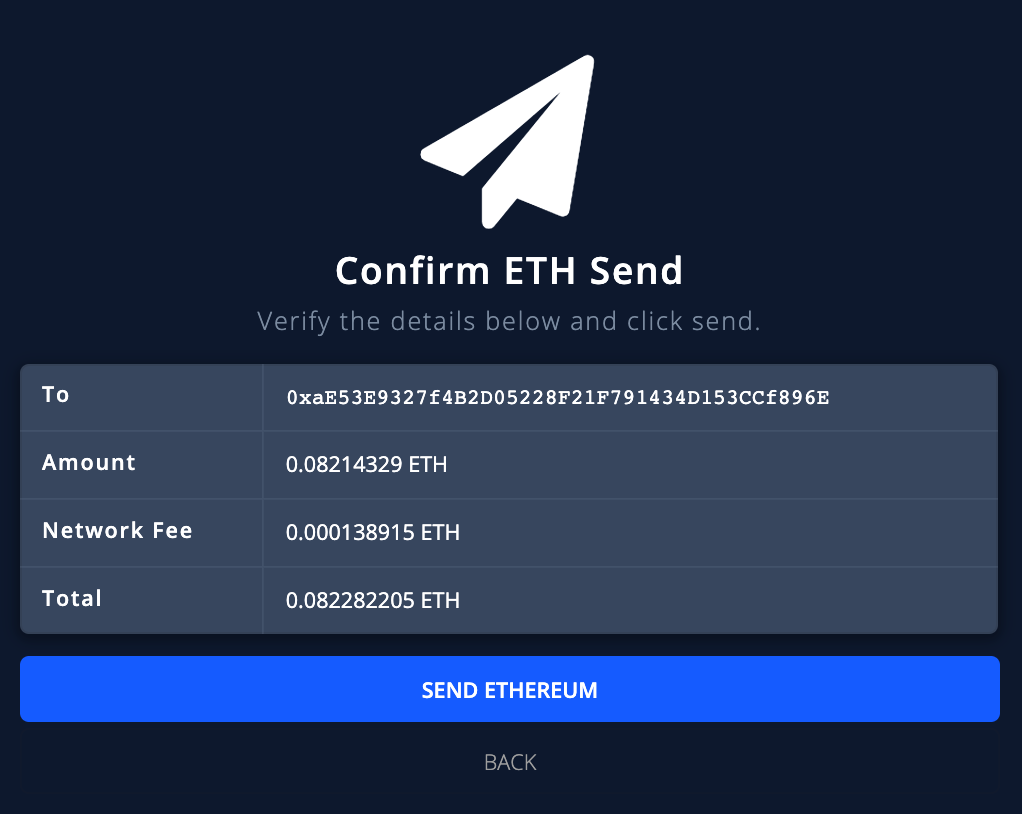 Confirm ETH Send
Verify the details below and click send.
To 0xaE53E9327f4B2D05228F21F791434D153CCf896E
Amount 0.08214329 ETH
Network Fee 0.000138915 ETH
Total 0.082282205 ETH
SEND ETHEREUM
BACK